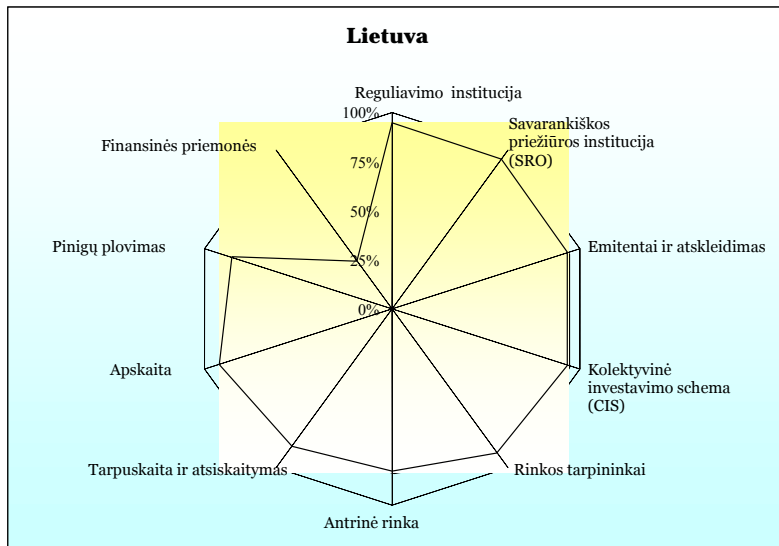 Lietuva
Reguliavimo institucija
100%
Savarankiškos
priežiūros institucija
(SRO)
Finansinės priemonės
75%
50%
Pinigų plovimas
Emitentai ir atskleidimas
25%
0%
Apskaita
Kolektyvinė
investavimo schema
(CIS)
Tarpuskaita ir atsiskaitymas
Rinkos tarpininkai
Antrinė rinka